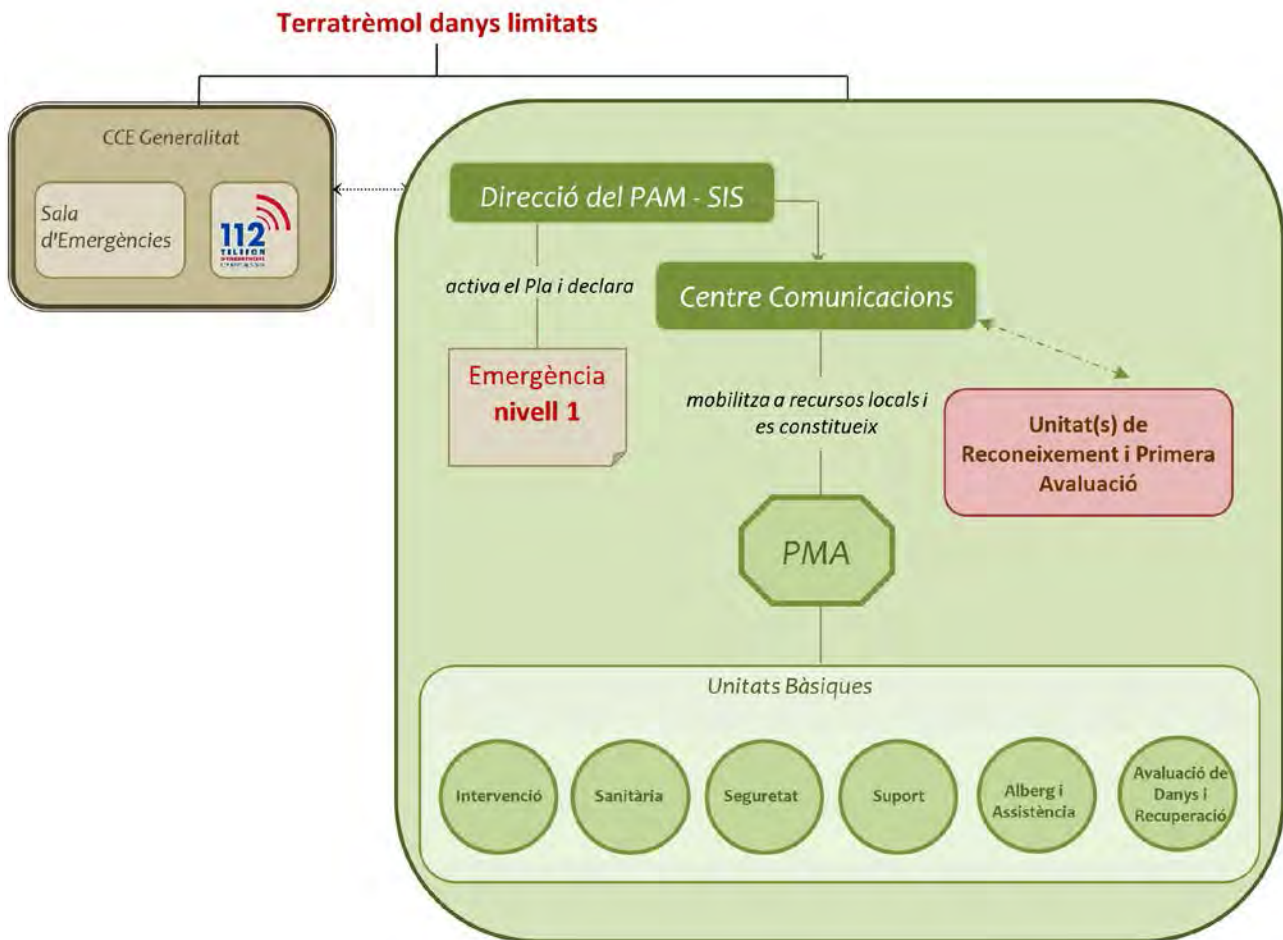 Terratrèmol danys limitats
CCE Generalitat
Sala
d'Emergències
112
TELÈFON
Direcció del PAM - SIS
activa el Pla i declara
Emergència
nivell 1
Centre Comunicacions
mobilitza a recursos locals i
es constitueix
Unitat(s) de
Reconeixement i Primera
Avaluació
PMA
Unitats Bàsiques
Intervenció
Sanitària
Seguretat
Suport
Alberg i
Assistència
Avaluació de
Danys i
Recuperació